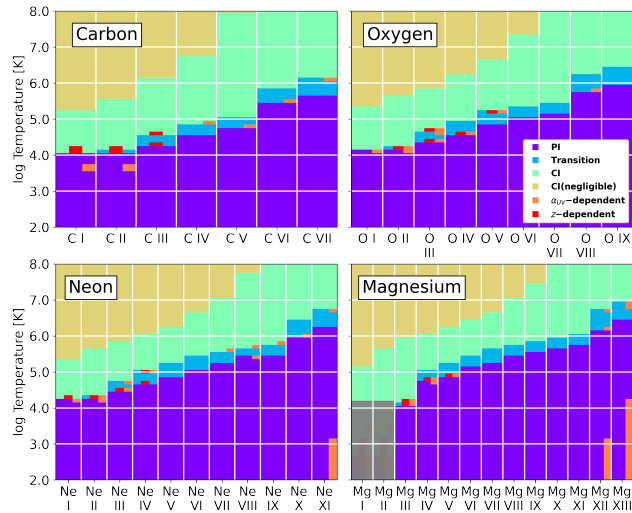 Carbon
Oxygen
log Temperature [K]
8.0
7.0
6.0
5.0
4.0
3.0
2.0
C I
C II
C III
C IV
C V
C VI
C VII
O I
O II
O III
O IV
O V
O VI
O VII
O VIII
O IX
PI
Transition
CI
CI(negligible)
α_UV−dependent
z−dependent
Neon
Magnesium
log Temperature [K]
8.0
7.0
6.0
5.0
4.0
3.0
2.0
Ne I
Ne II
Ne III
Ne IV
Ne V
Ne VI
Ne VII
Ne VIII
Ne IX
Ne X
Ne XI
Mg I
Mg II
Mg III
Mg IV
Mg V
Mg VI
Mg VII
Mg VIII
Mg IX
Mg X
Mg XI
Mg XII
Mg XIII